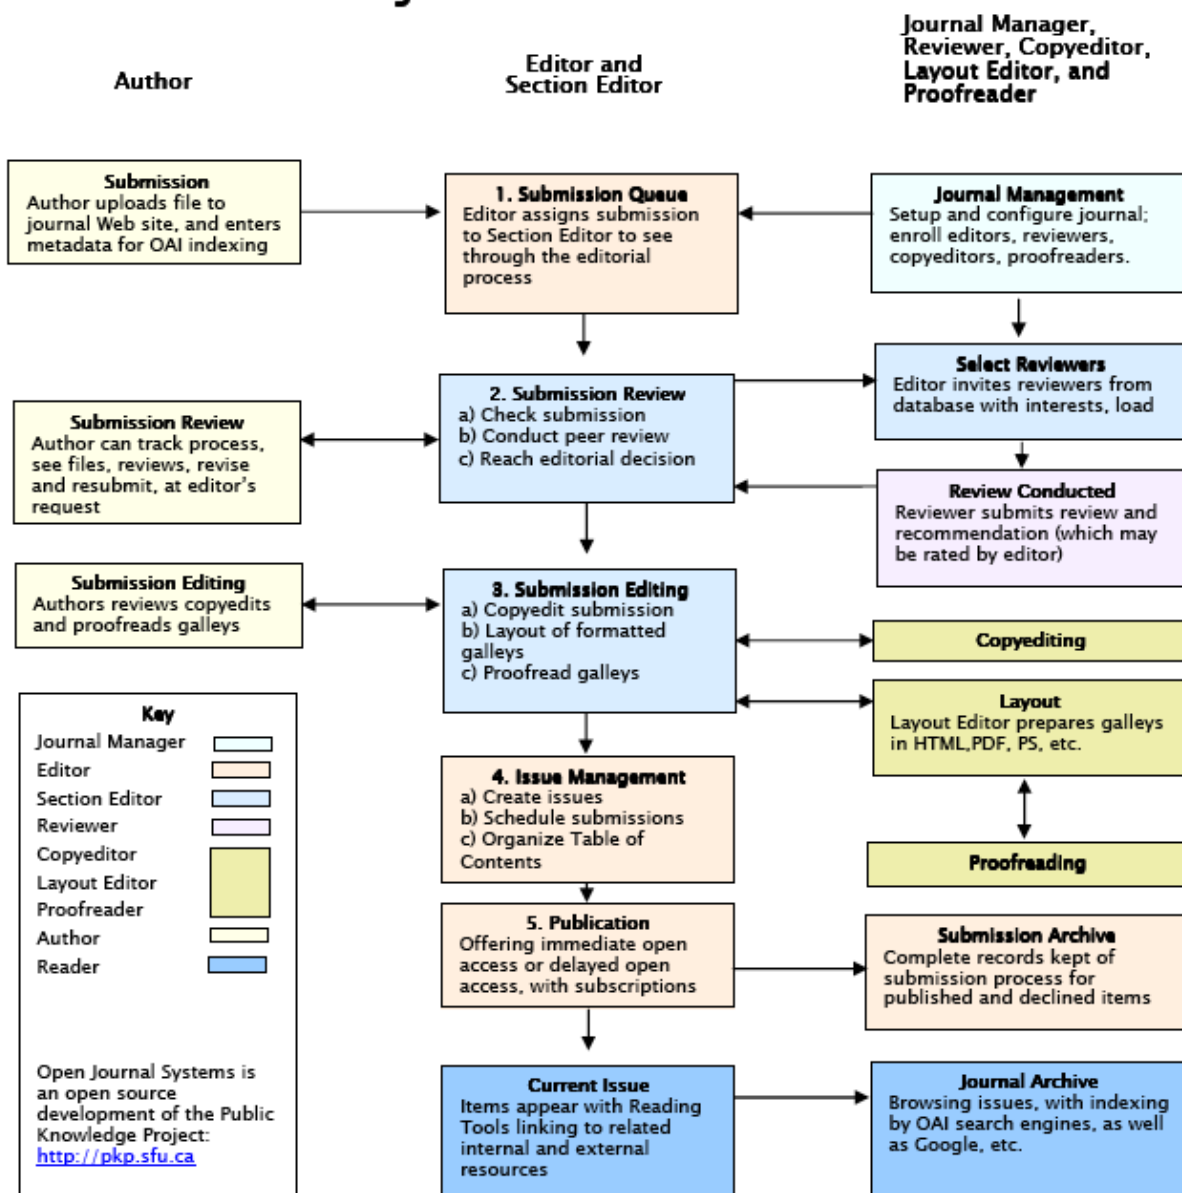 Author
Editor and
Section Editor
Journal Manager,
Reviewer, Copyeditor,
Layout Editor, and
Proofreader
Submission
Author uploads file to
journal Web site, and enters
metadata for OAI indexing
1. Submission Queue
Editor assigns submission
to Section Editor to see
through the editorial
process
Journal Management
Setup and configure journal;
enroll editors, reviewers,
copyeditors, proofreaders.
Submission Review
Author can track process,
see files, reviews, revise
and resubmit, at editor's
request
2. Submission Review
a) Check submission
b) Conduct peer review
c) Reach editorial decision
Select Reviewers
Editor invites reviewers from
database with interests, load
Review Conducted
Reviewer submits review and
recommendation (which may
be rated by editor)
Submission Editing
Authors reviews copyedits
and proofreads galleys
3. Submission Editing
a) Copyedit submission
b) Layout of formatted
galleys
c) Proofread galleys
Copyediting
Layout
Layout Editor prepares galleys
in HTML,PDF, PS, etc.
Proofreading
4. Issue Management
a) Create issues
b) Schedule submissions
c) Organize Table of
Contents
5. Publication
Offering immediate open
access or delayed open
access, with subscriptions
Submission Archive
Complete records kept of
submission process for
published and declined items
Current Issue
Items appear with Reading
Tools linking to related
internal and external
resources
Journal Archive
Browsing issues, with indexing
by OAI search engines, as well
as Google, etc.
Key
Journal Manager
Editor
Section Editor
Reviewer
Copyeditor
Layout Editor
Proofreader
Author
Reader
Open Journal Systems is
an open source
development of the Public
Knowledge Project:
http://pkp.sfu.ca